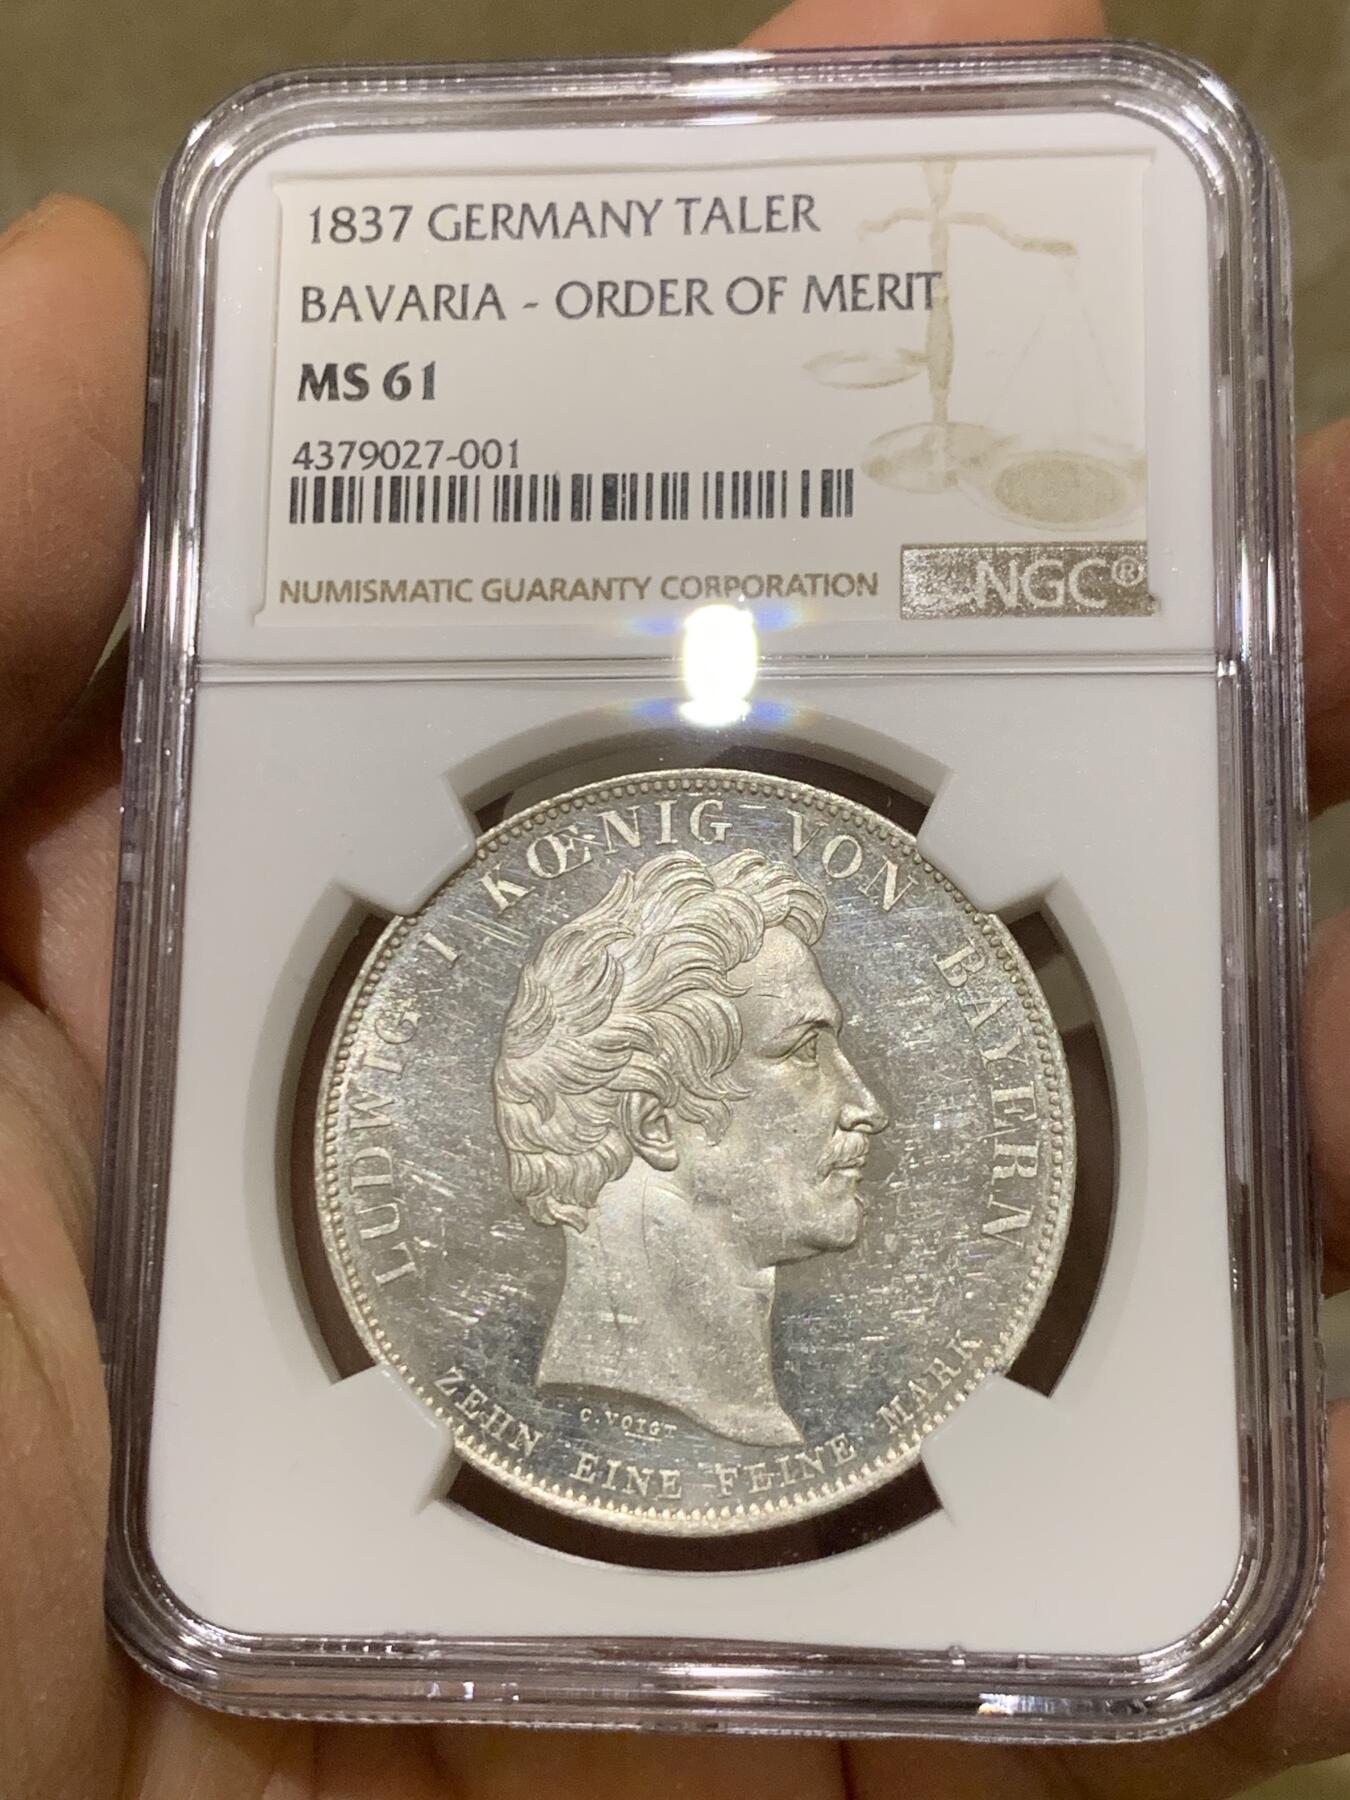 1837 GERMANY TALER
BAVARIA - ORDER OF MERIT
MS 61
4379027-001
NUMISMATIC GUARANTY CORPORATION
NGC®
LUDWIG I KŒNIG VON BAYERN
C. VOIGT
ZEHN EINE FEINE MARK